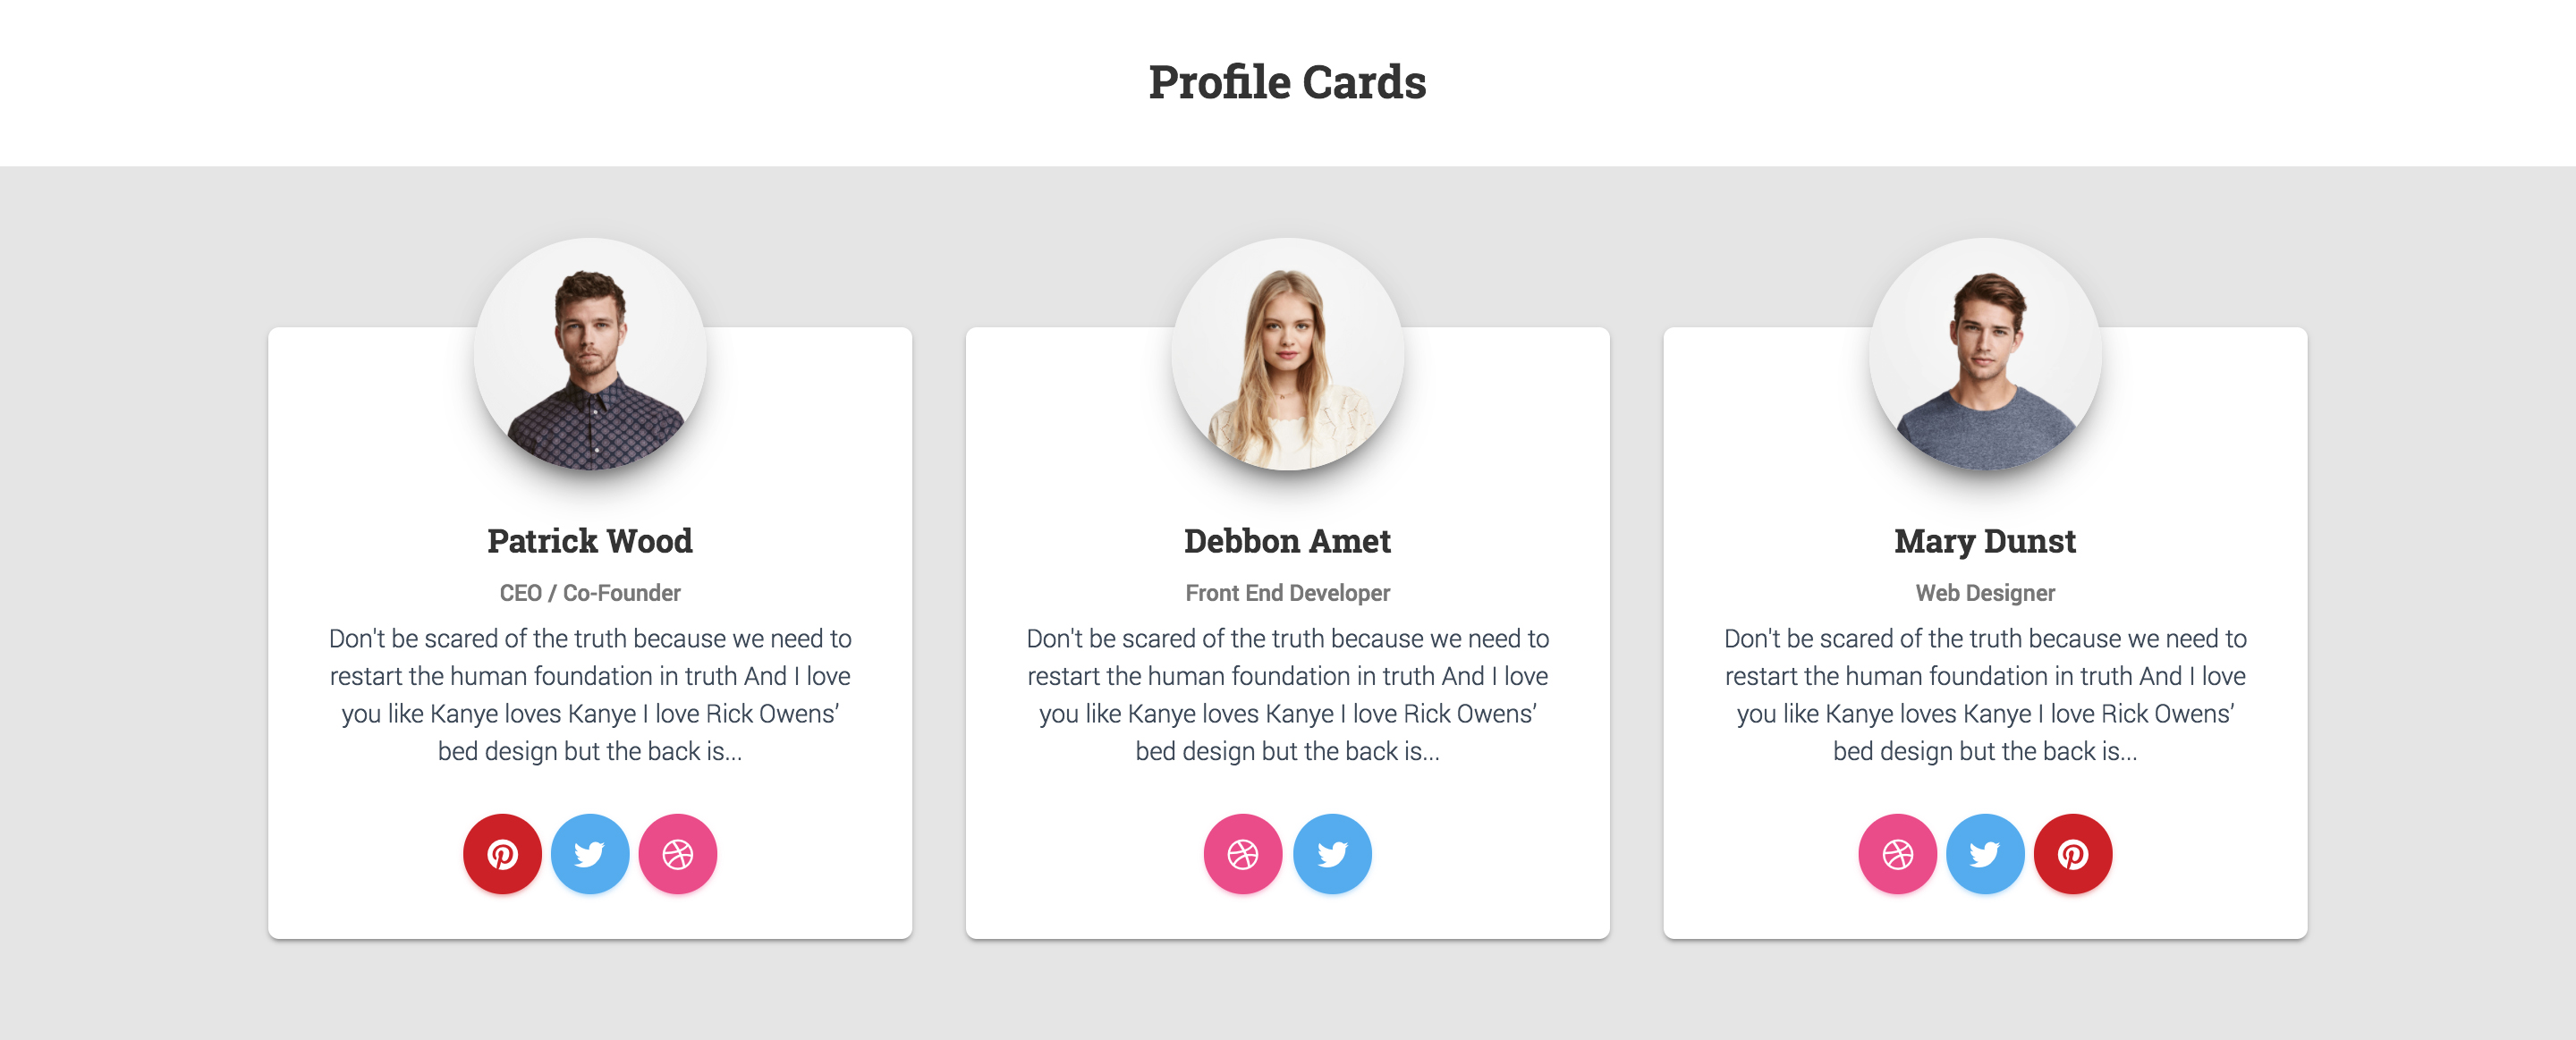 Profile Cards
Patrick Wood
CEO / Co-Founder
Don't be scared of the truth because we need to
restart the human foundation in truth And I love
you like Kanye loves Kanye I love Rick Owens’
bed design but the back is...
Debbon Amet
Front End Developer
Don't be scared of the truth because we need to
restart the human foundation in truth And I love
you like Kanye loves Kanye I love Rick Owens’
bed design but the back is...
Mary Dunst
Web Designer
Don't be scared of the truth because we need to
restart the human foundation in truth And I love
you like Kanye loves Kanye I love Rick Owens’
bed design but the back is...